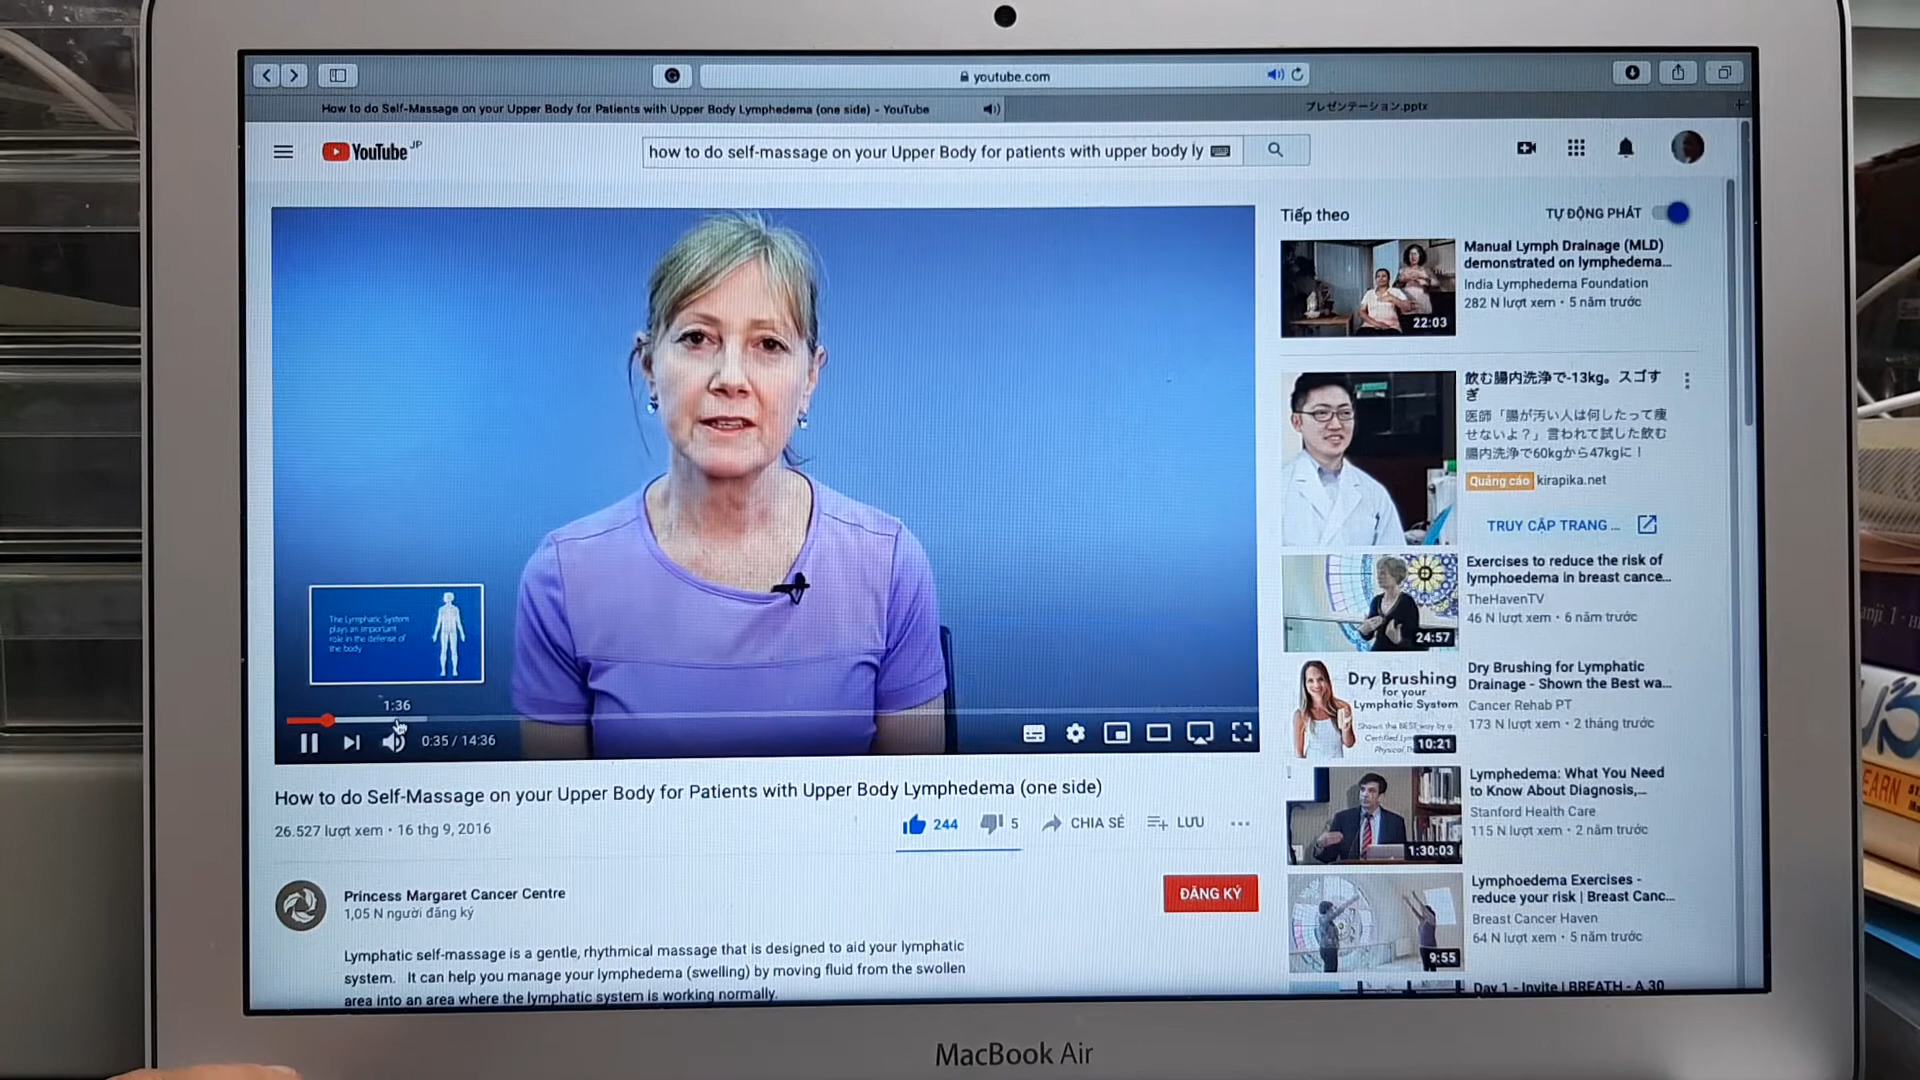 youtube.com
How to do Self-Massage on your Upper Body for Patients with Upper Body Lymphedema (one side) - YouTube
プレゼンテーション.pptx
YouTube JP
how to do self-massage on your Upper Body for patients with upper body ly
Tiếp theo
TỰ ĐỘNG PHÁT
Manual Lymph Drainage (MLD)
demonstrated on lymphedema...
India Lymphedema Foundation
282 N lượt xem • 5 năm trước
22:03
飲む腸内洗浄で-13kg。スゴす
ぎ
医師「腸が汚い人は何したって痩
せないよ？」言われて試した飲む
腸内洗浄で60kgから47kgに！
Quảng cáo kirapika.net
TRUY CẬP TRANG ...
Exercises to reduce the risk of
lymphoedema in breast cance...
TheHavenTV
46 N lượt xem • 6 năm trước
24:57
Dry Brushing
for your
Lymphatic System
10:21
Dry Brushing for Lymphatic
Drainage - Shown the Best wa...
Cancer Rehab PT
173 N lượt xem • 2 tháng trước
Lymphedema: What You Need
to Know About Diagnosis,...
Stanford Health Care
115 N lượt xem • 2 năm trước
1:30:03
Lymphoedema Exercises -
reduce your risk | Breast Canc...
Breast Cancer Haven
64 N lượt xem • 5 năm trước
9:55
Day 1 - Invite | BREATH - A 30
The Lymphatic System
plays an important
role in the defense of
the body
1:36
0:35 / 14:36
How to do Self-Massage on your Upper Body for Patients with Upper Body Lymphedema (one side)
26.527 lượt xem • 16 thg 9, 2016
244
5
CHIA SẺ
LƯU
Princess Margaret Cancer Centre
1,05 N người đăng ký
ĐĂNG KÝ
Lymphatic self-massage is a gentle, rhythmical massage that is designed to aid your lymphatic
system. It can help you manage your lymphedema (swelling) by moving fluid from the swollen
area into an area where the lymphatic system is working normally.
MacBook Air